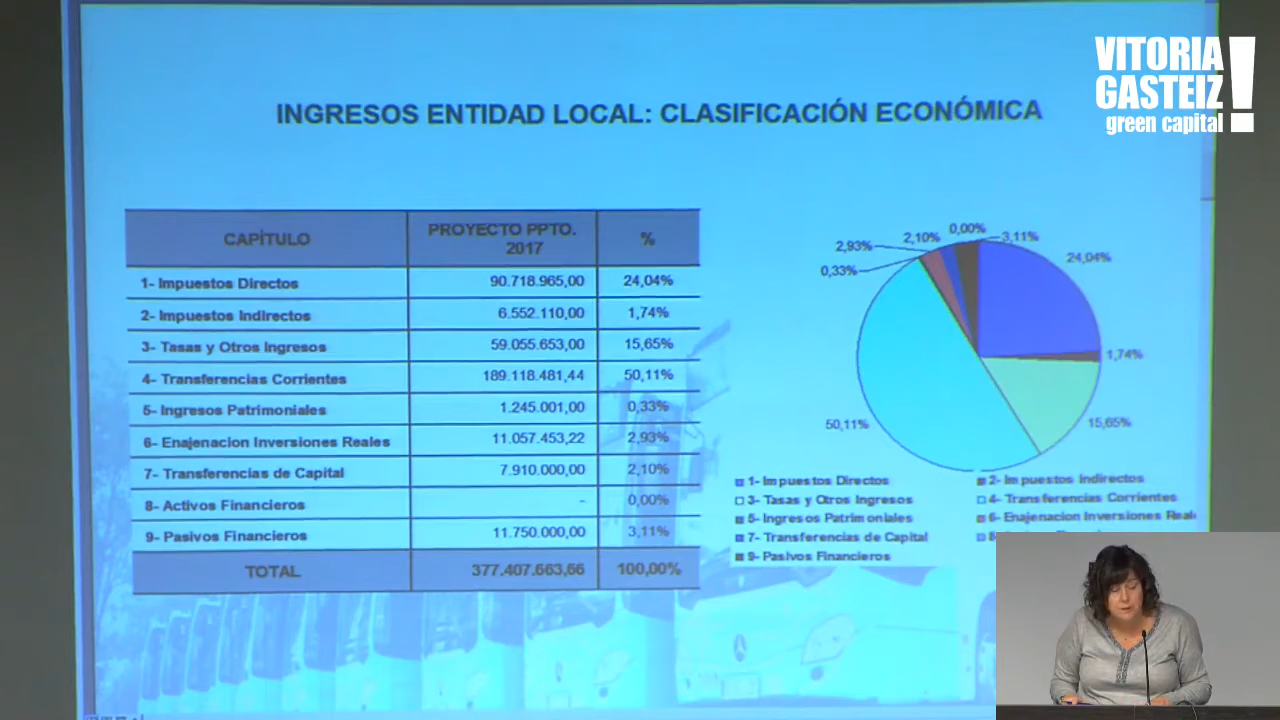 VITORIA
GASTEIZ
!
green capital
INGRESOS ENTIDAD LOCAL: CLASIFICACIÓN ECONÓMICA
CAPÍTULO PROYECTO PPTO. 2017 %
1- Impuestos Directos 90.718.965,00 24,04%
2- Impuestos Indirectos 6.552.110,00 1,74%
3- Tasas y Otros Ingresos 59.055.653,00 15,65%
4- Transferencias Corrientes 189.118.481,44 50,11%
5- Ingresos Patrimoniales 1.245.001,00 0,33%
6- Enajenacion Inversiones Reales 11.057.453,22 2,93%
7- Transferencias de Capital 7.910.000,00 2,10%
8- Activos Financieros - 0,00%
9- Pasivos Financieros 11.750.000,00 3,11%
TOTAL 377.407.663,66 100,00%
0,33%
2,93%
2,10%
0,00%
3,11%
24,04%
1,74%
15,65%
50,11%
1- Impuestos Directos 2- Impuestos Indirectos
3- Tasas y Otros Ingresos 4- Transferencias Corrientes
5- Ingresos Patrimoniales 6- Enajenacion Inversiones Reale
7- Transferencias de Capital 8
9- Pasivos Financieros